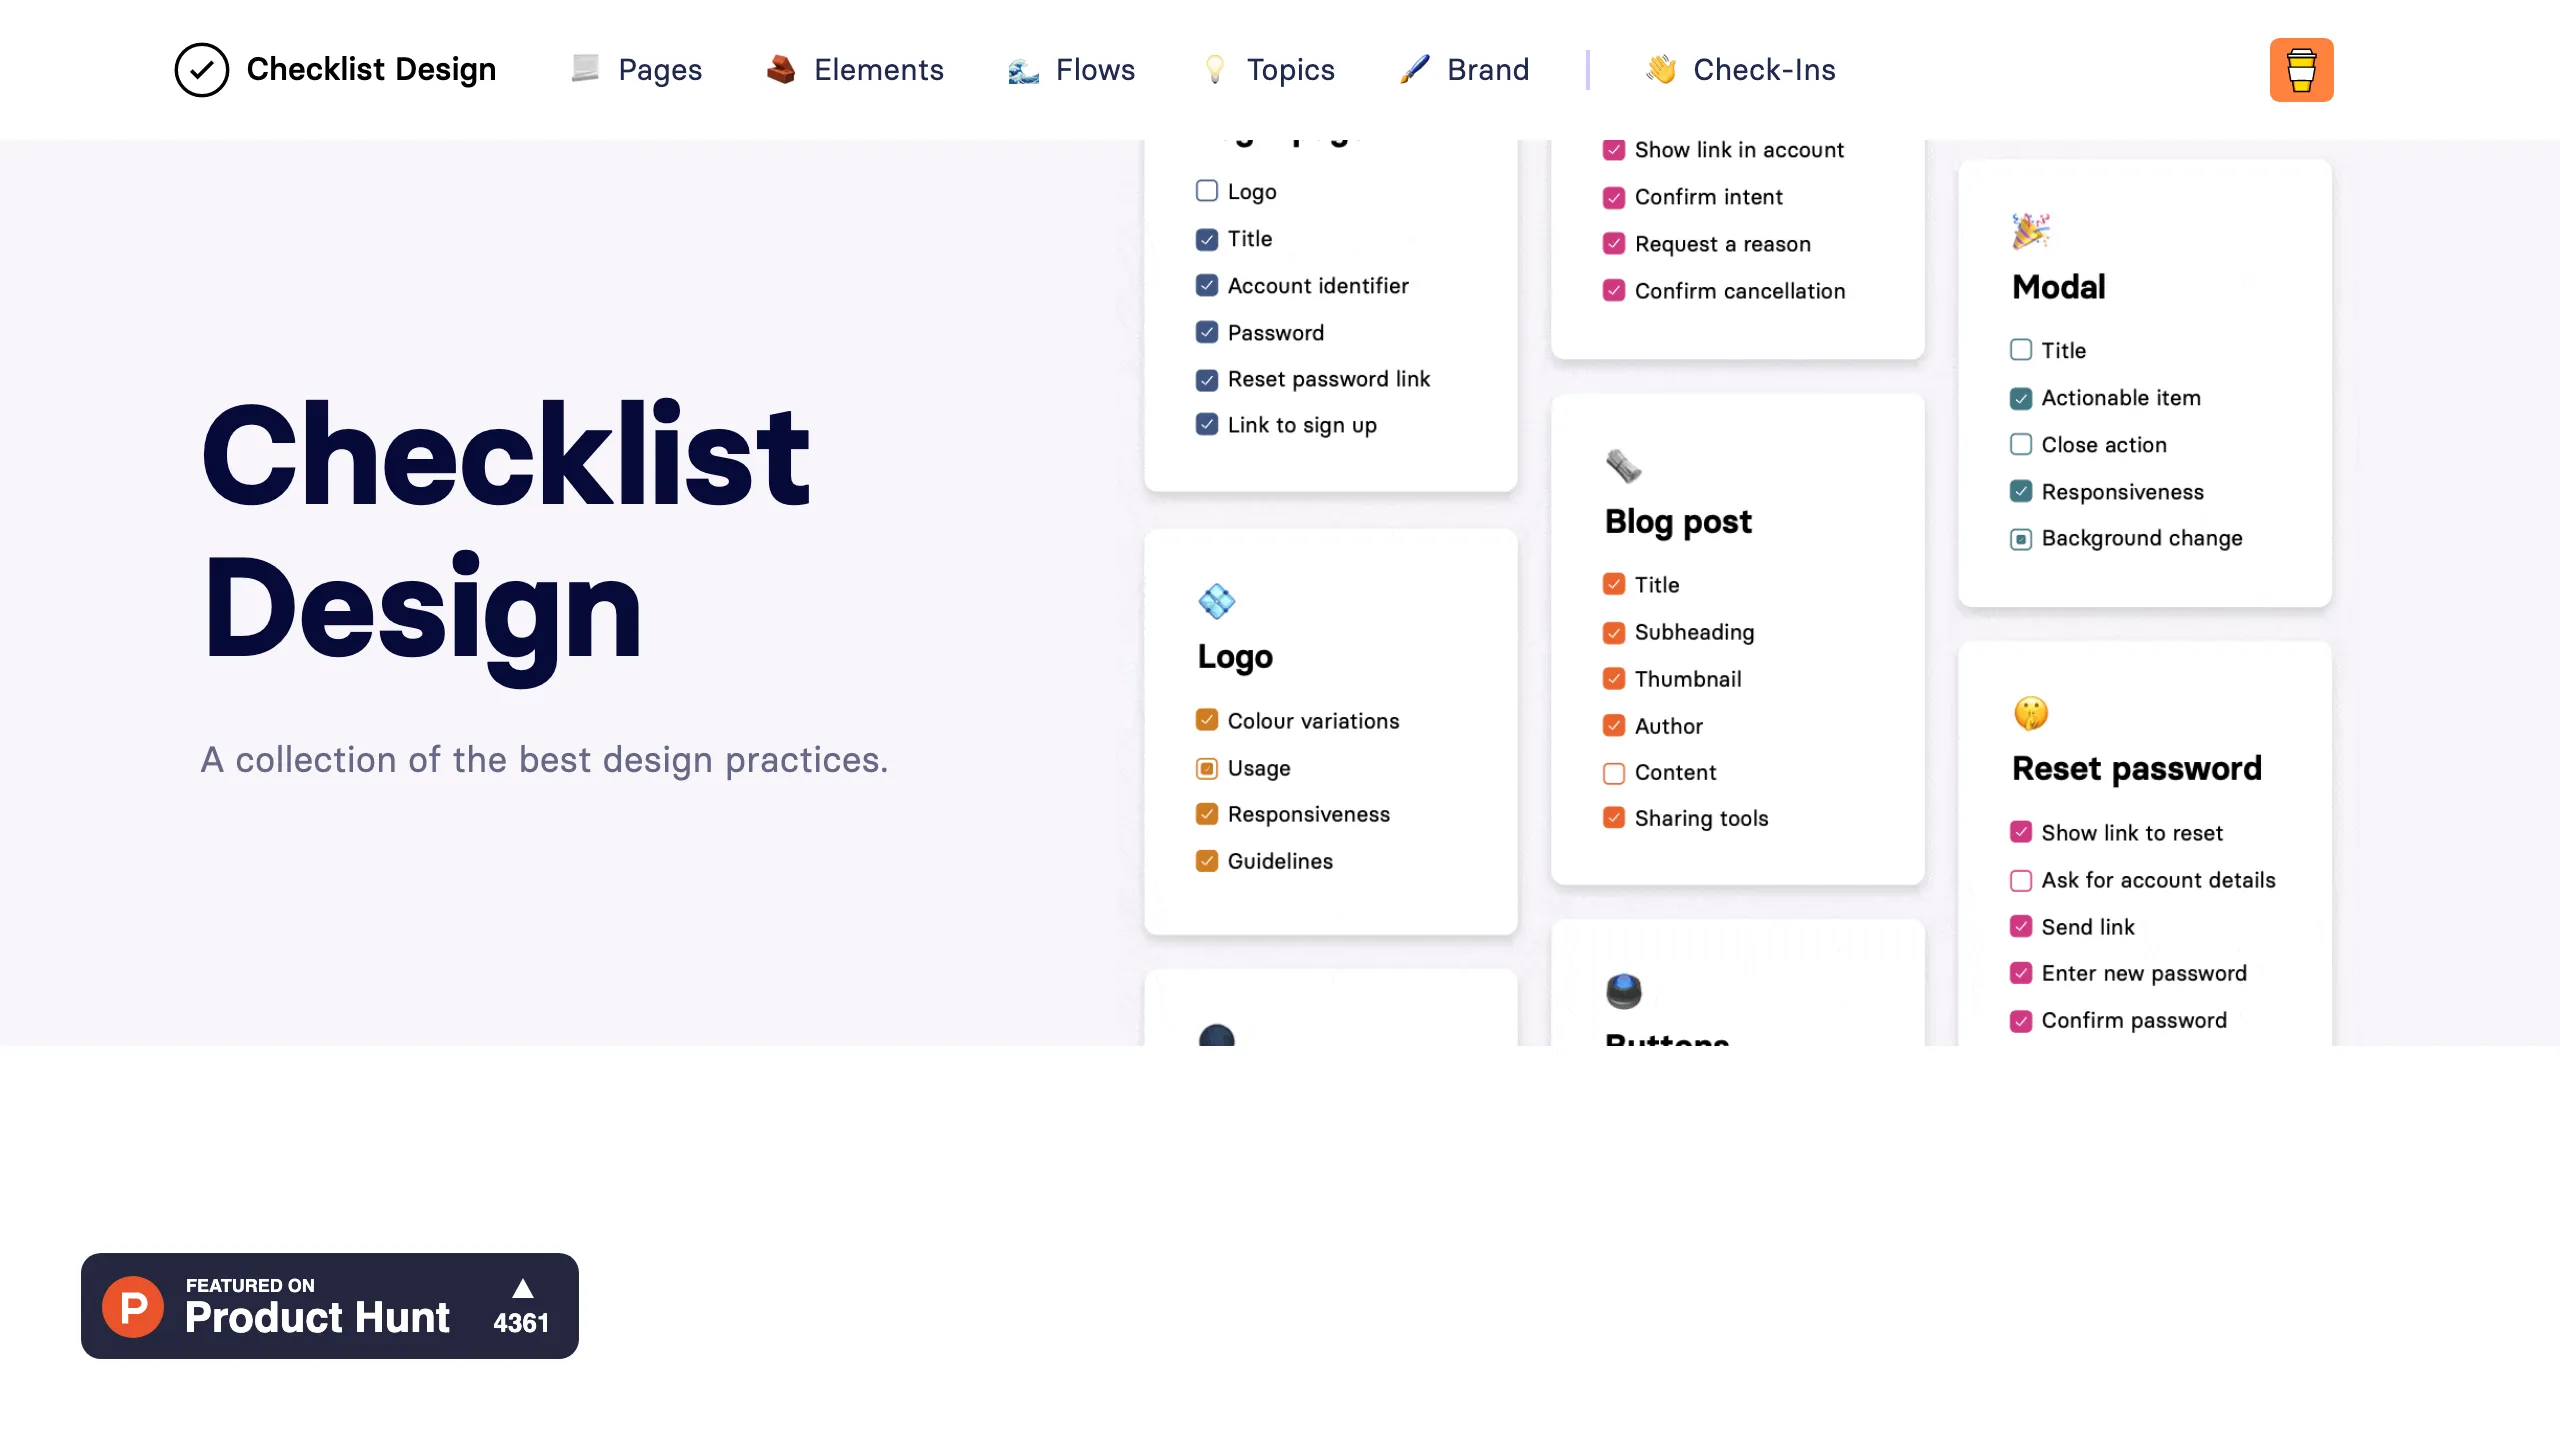 Checklist Design
Pages
Elements
Flows
Topics
Brand
Check-Ins
Checklist
Design
A collection of the best design practices.
Logo
Title
Account identifier
Password
Reset password link
Link to sign up
Logo
Colour variations
Usage
Responsiveness
Guidelines
Show link in account
Confirm intent
Request a reason
Confirm cancellation
Blog post
Title
Subheading
Thumbnail
Author
Content
Sharing tools
Buttons
Modal
Title
Actionable item
Close action
Responsiveness
Background change
Reset password
Show link to reset
Ask for account details
Send link
Enter new password
Confirm password
P
FEATURED ON
Product Hunt
4361